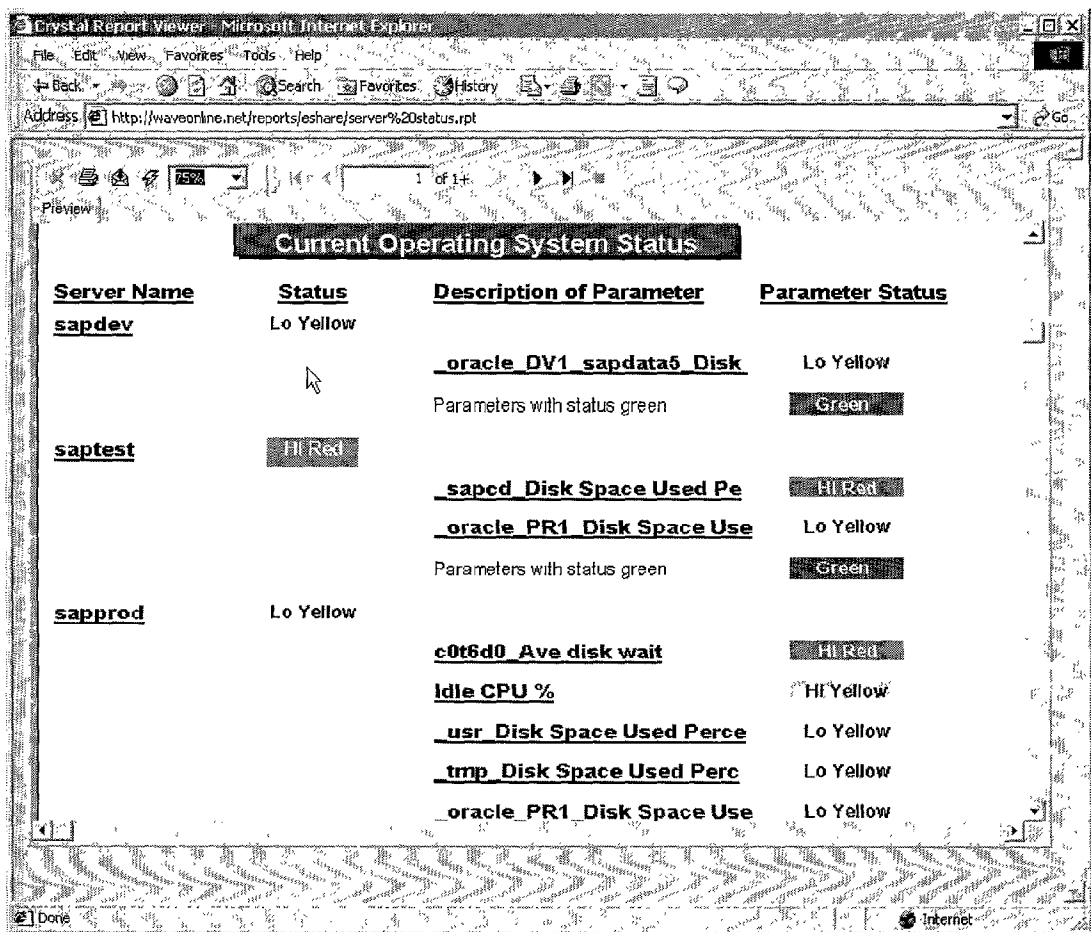 Crystal Report Viewer - Microsoft Internet Explorer
File Edit View Favorites Tools Help
Back Search Favorites History
Address http://waveonline.net/reports/eshare/server%20status.rpt Go
75% 1 of 1+
Preview
Current Operating System Status
Server Name Status Description of Parameter Parameter Status
sapdev Lo Yellow
_oracle_DV1_sapdata5_Disk Lo Yellow
Parameters with status green Green
saptest HI Red
_sapcd_Disk Space Used Pe HI Red
_oracle_PR1_Disk Space Use Lo Yellow
Parameters with status green Green
sapprod Lo Yellow
c0t6d0_Ave disk wait HI Red
Idle CPU % HI Yellow
_usr_Disk Space Used Perce Lo Yellow
_tmp_Disk Space Used Perc Lo Yellow
_oracle_PR1_Disk Space Use Lo Yellow
Done Internet